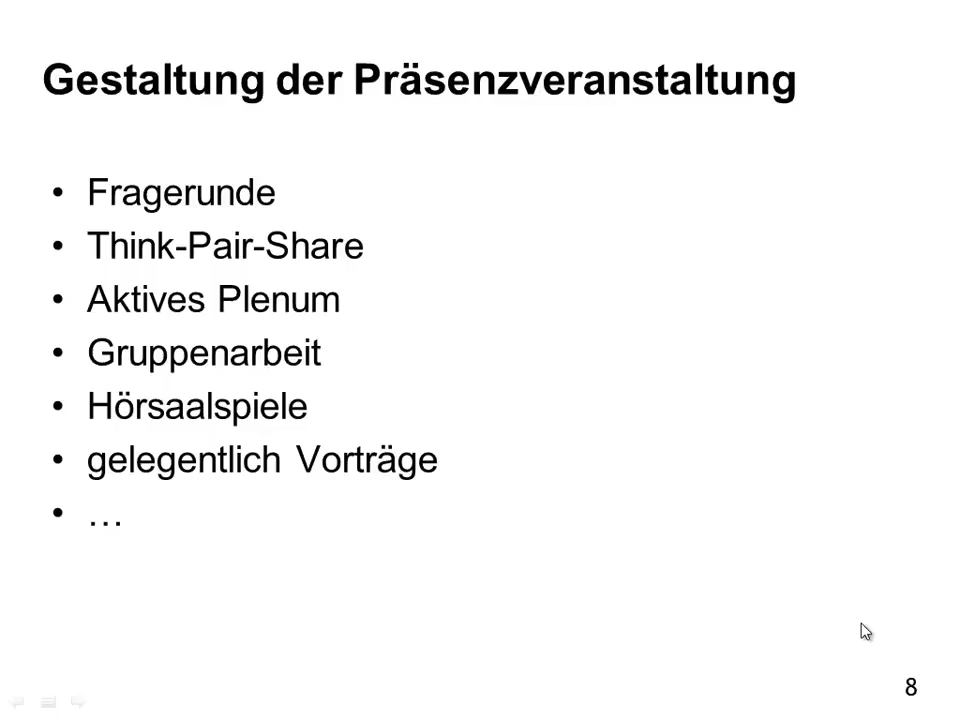 Gestaltung der Präsenzveranstaltung
• Fragerunde
• Think-Pair-Share
• Aktives Plenum
• Gruppenarbeit
• Hörsaalspiele
• gelegentlich Vorträge
• …
8